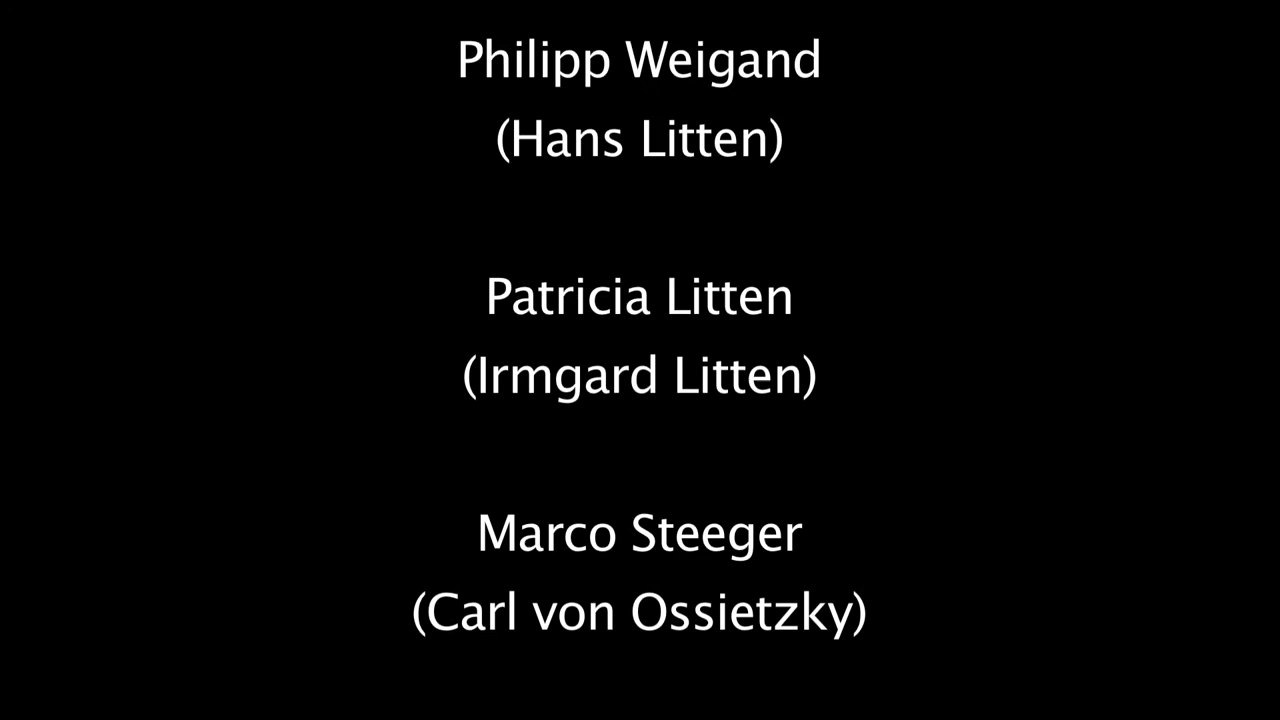 Philipp Weigand
(Hans Litten)
Patricia Litten
(Irmgard Litten)
Marco Steeger
(Carl von Ossietzky)